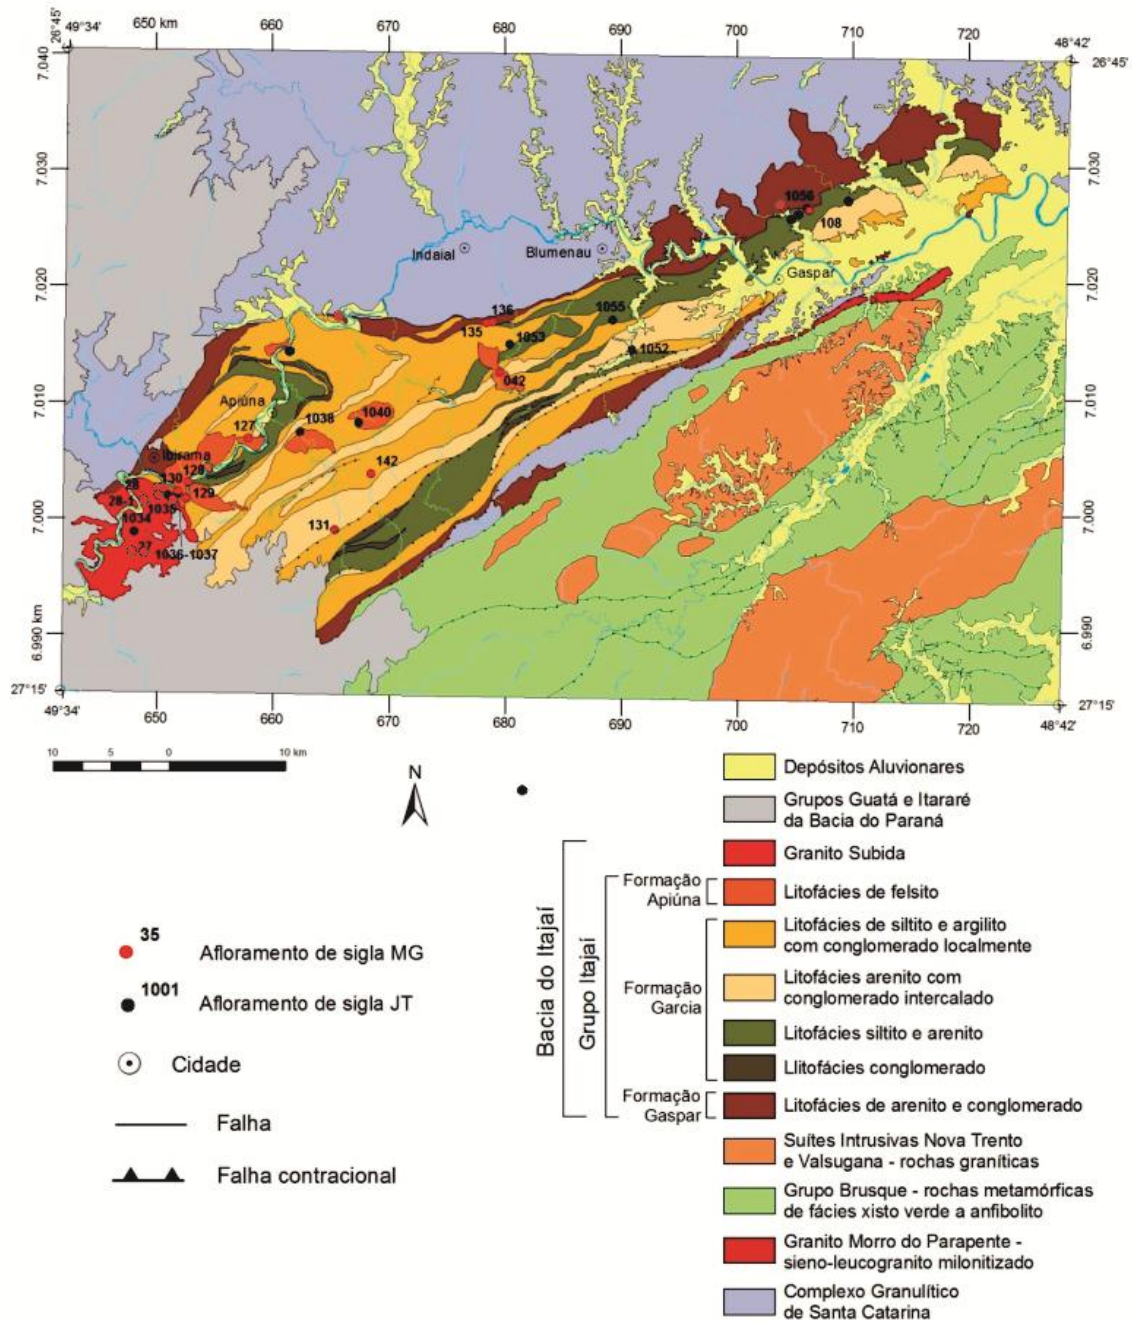 49°34'
650 km
660
670
680
690
700
710
720
48°42'
26°45'
26°45'
7.040
7.030
7.030
1056
108
Indaial
Blumenau
Gaspar
7.020
7.020
136
135
1055
1053
1052
042
7.010
7.010
Apiúna
127
1038
1040
Ibirama
128
28
130
142
129
28-1
1035
7.000
7.000
1034
131
27
1036-1037
6.990 km
6.990
27°15'
27°15'
49°34'
650
660
670
680
690
700
710
720
48°42'
10
5
0
10 km
N
35
Afloramento de sigla MG
1001
Afloramento de sigla JT
Cidade
Falha
Falha contracional
Bacia do Itajaí
Grupo Itajaí
Formação
Apiúna
Formação
Garcia
Formação
Gaspar
Depósitos Aluvionares
Grupos Guatá e Itararé
da Bacia do Paraná
Granito Subida
Litofácies de felsito
Litofácies de siltito e argilito
com conglomerado localmente
Litofácies arenito com
conglomerado intercalado
Litofácies siltito e arenito
Llitofácies conglomerado
Litofácies de arenito e conglomerado
Suítes Intrusivas Nova Trento
e Valsugana - rochas graníticas
Grupo Brusque - rochas metamórficas
de fácies xisto verde a anfibolito
Granito Morro do Parapente -
sieno-leucogranito milonitizado
Complexo Granulítico
de Santa Catarina